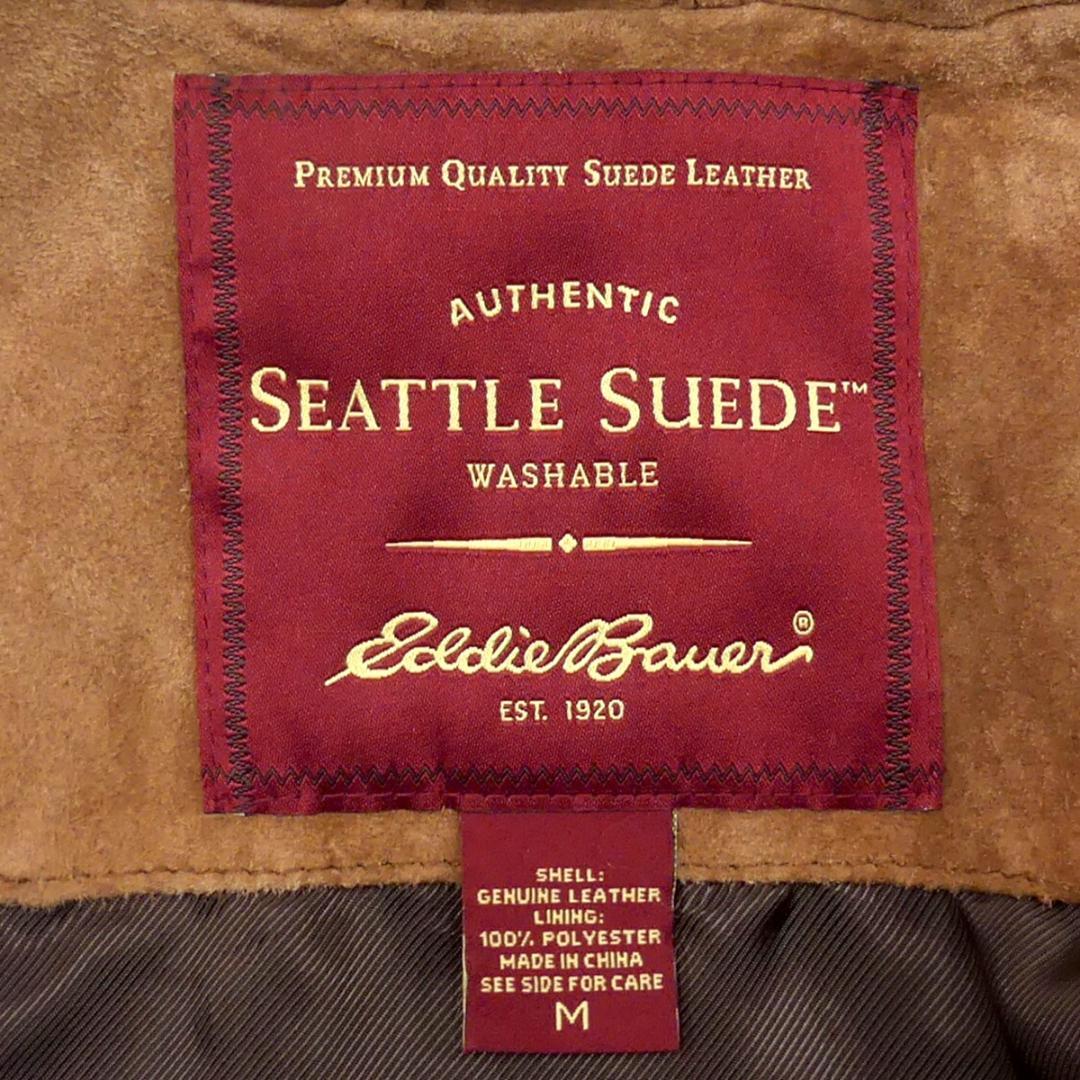 PREMIUM QUALITY SUEDE LEATHER
AUTHENTIC
SEATTLE SUEDE™
WASHABLE
Eddie Bauer®
EST. 1920
SHELL:
GENUINE LEATHER
LINING:
100% POLYESTER
MADE IN CHINA
SEE SIDE FOR CARE
M